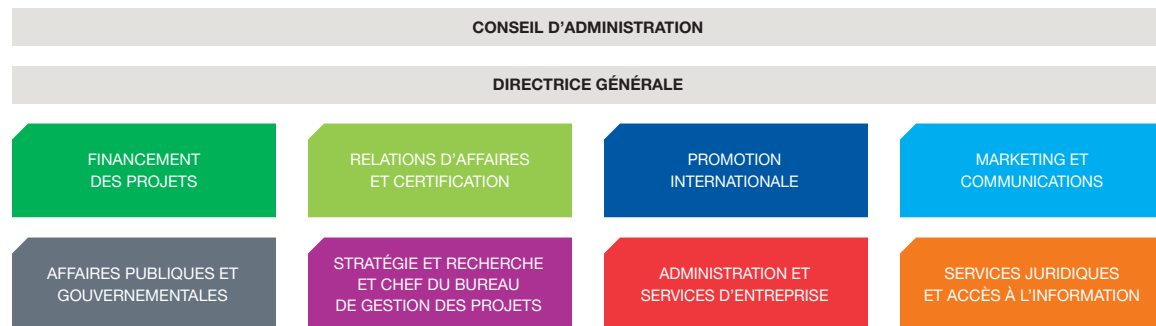 CONSEIL D’ADMINISTRATION
DIRECTRICE GÉNÉRALE
FINANCEMENT
DES PROJETS
RELATIONS D’AFFAIRES
ET CERTIFICATION
PROMOTION
INTERNATIONALE
MARKETING ET
COMMUNICATIONS
AFFAIRES PUBLIQUES ET
GOUVERNEMENTALES
STRATÉGIE ET RECHERCHE
ET CHEF DU BUREAU
DE GESTION DES PROJETS
ADMINISTRATION ET
SERVICES D’ENTREPRISE
SERVICES JURIDIQUES
ET ACCÈS À L’INFORMATION